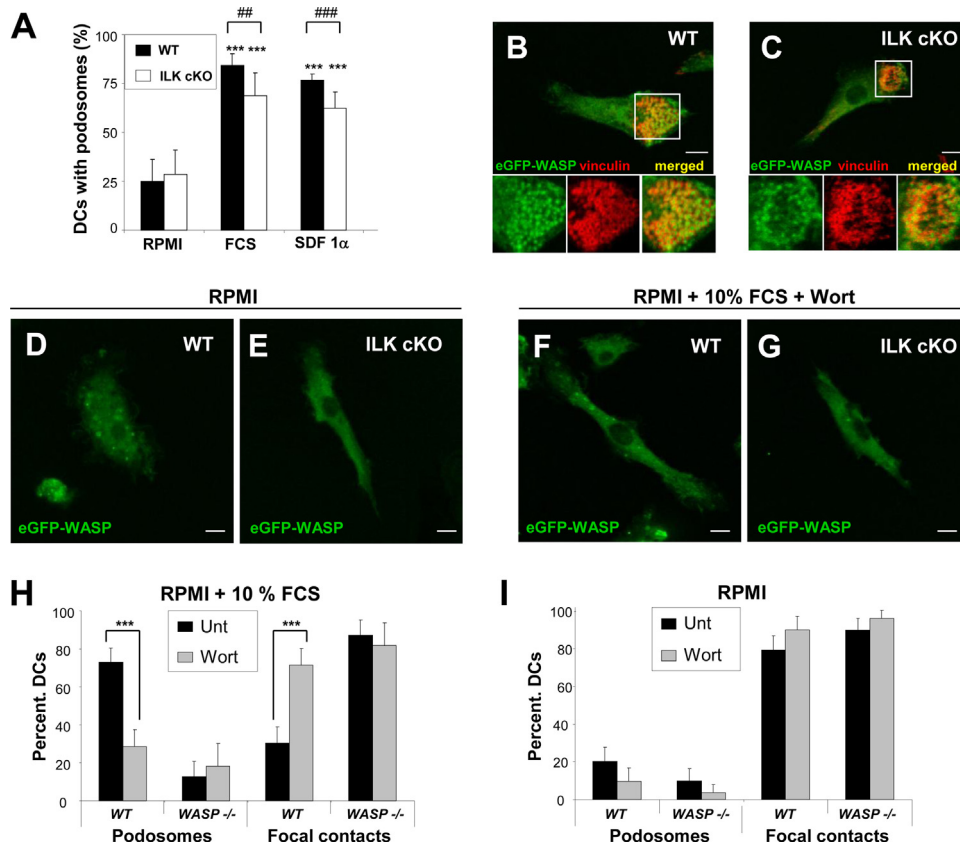 A
DCs with podosomes (%)
100
75
50
25
0
WT
ILK cKO
##
###
*** ***
*** ***
RPMI FCS SDF 1α
B
WT
eGFP-WASP vinculin merged
C
ILK cKO
eGFP-WASP vinculin merged
RPMI
D
WT
eGFP-WASP
E
ILK cKO
eGFP-WASP
RPMI + 10% FCS + Wort
F
WT
eGFP-WASP
G
ILK cKO
eGFP-WASP
H
RPMI + 10 % FCS
Percent. DCs
100
80
60
40
20
0
Unt
Wort
***
***
WT WASP -/- WT WASP -/-
Podosomes Focal contacts
I
RPMI
Percent. DCs
100
80
60
40
20
0
Unt
Wort
WT WASP -/- WT WASP -/-
Podosomes Focal contacts